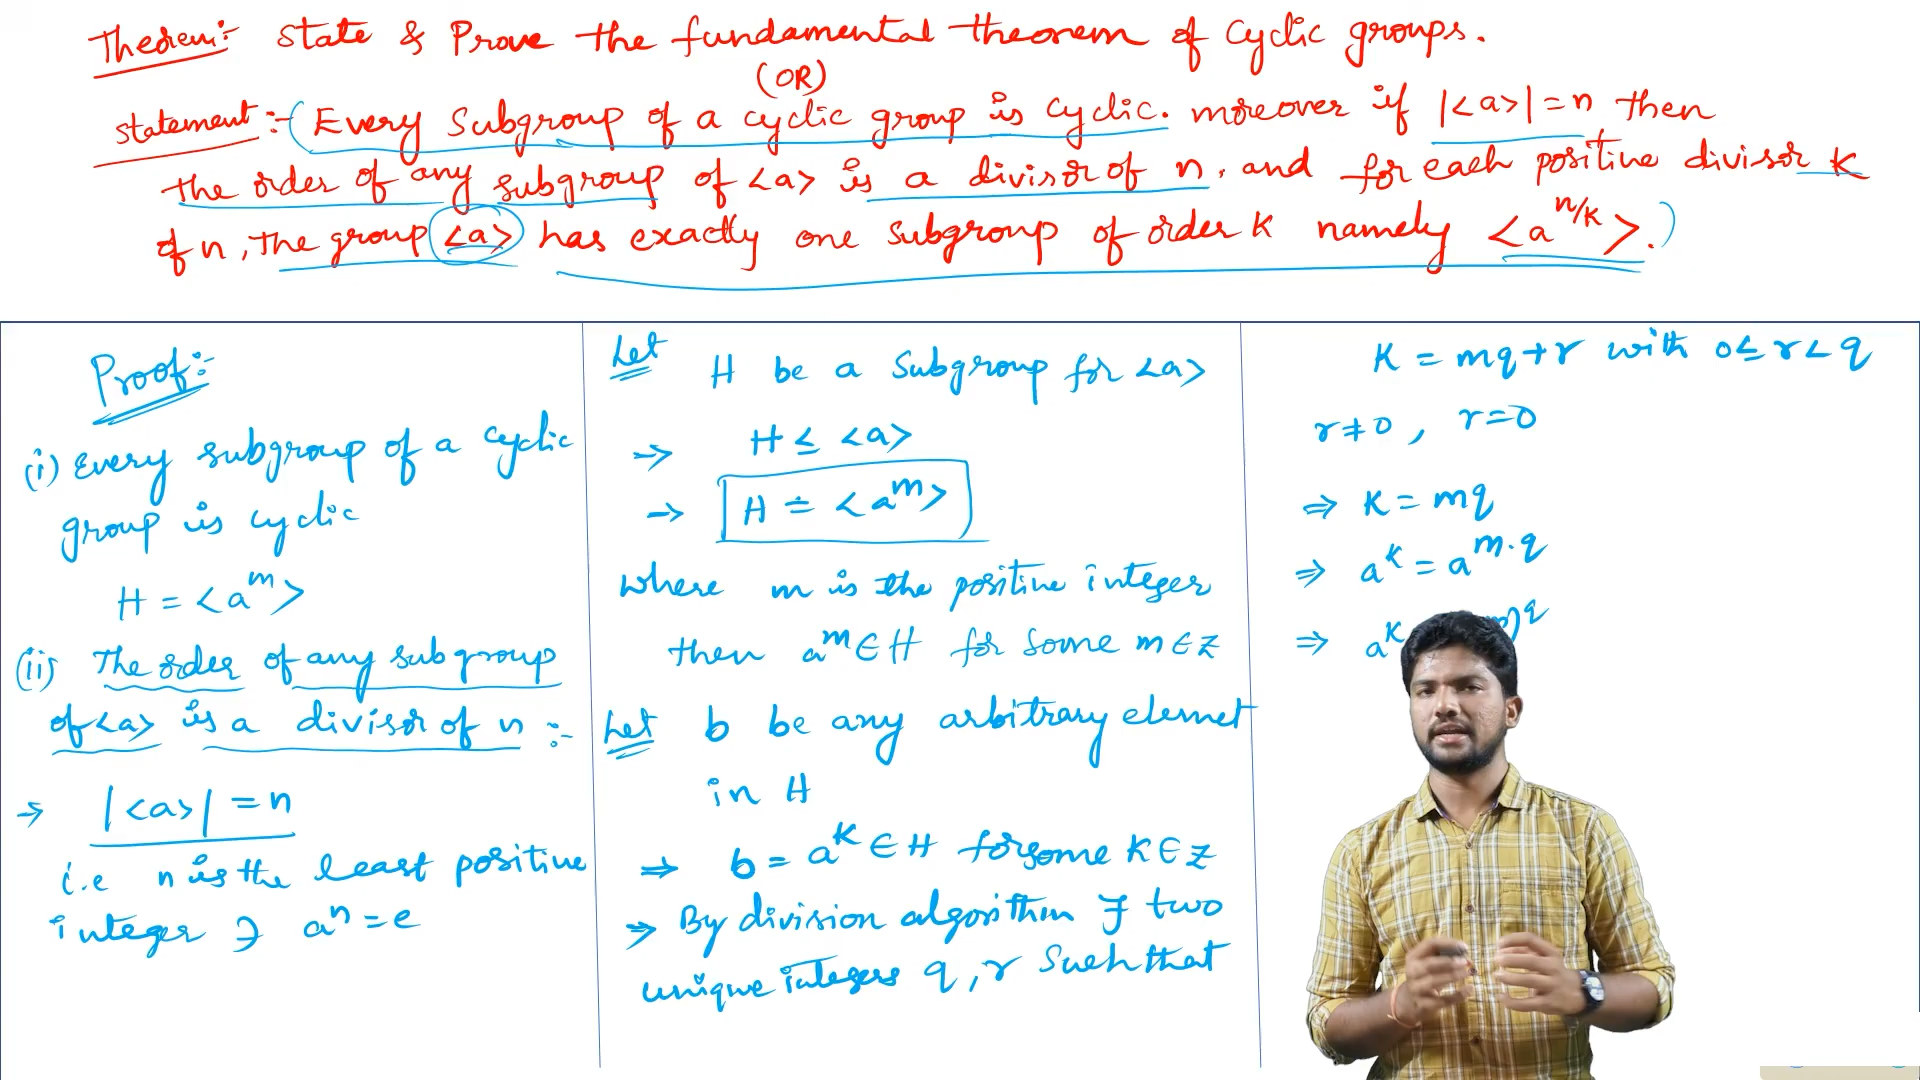 Theorem:- State & Prove the fundamental theorem of Cyclic groups.
(OR)
Statement:- (Every Subgroup of a cyclic group is cyclic. moreover if |<a>| = n then
the order of any subgroup of <a> is a divisor of n, and for each positive divisor K
of n, the group <a> has exactly one subgroup of order K namely <a^n/K>.)
Proof:-
(i) Every subgroup of a cyclic
group is cyclic
H = <a^m>
(ii) The order of any subgroup
of <a> is a divisor of n :-
→ |<a>| = n
i.e n is the least positive
integer ∋ a^n = e
Let H be a Subgroup for <a>
→ H ≤ <a>
→ H = <a^m>
where m is the positive integer
then a^m ∈ H for some m ∈ Z
Let b be any arbitrary elemet
in H
⇒ b = a^K ∈ H for some K ∈ Z
⇒ By division algorithm ∃ two
unique integers q, r Such that
K = mq + r with 0 ≤ r < q
r ≠ 0, r = 0
⇒ K = mq
⇒ a^K = a^m.q
⇒ a^K